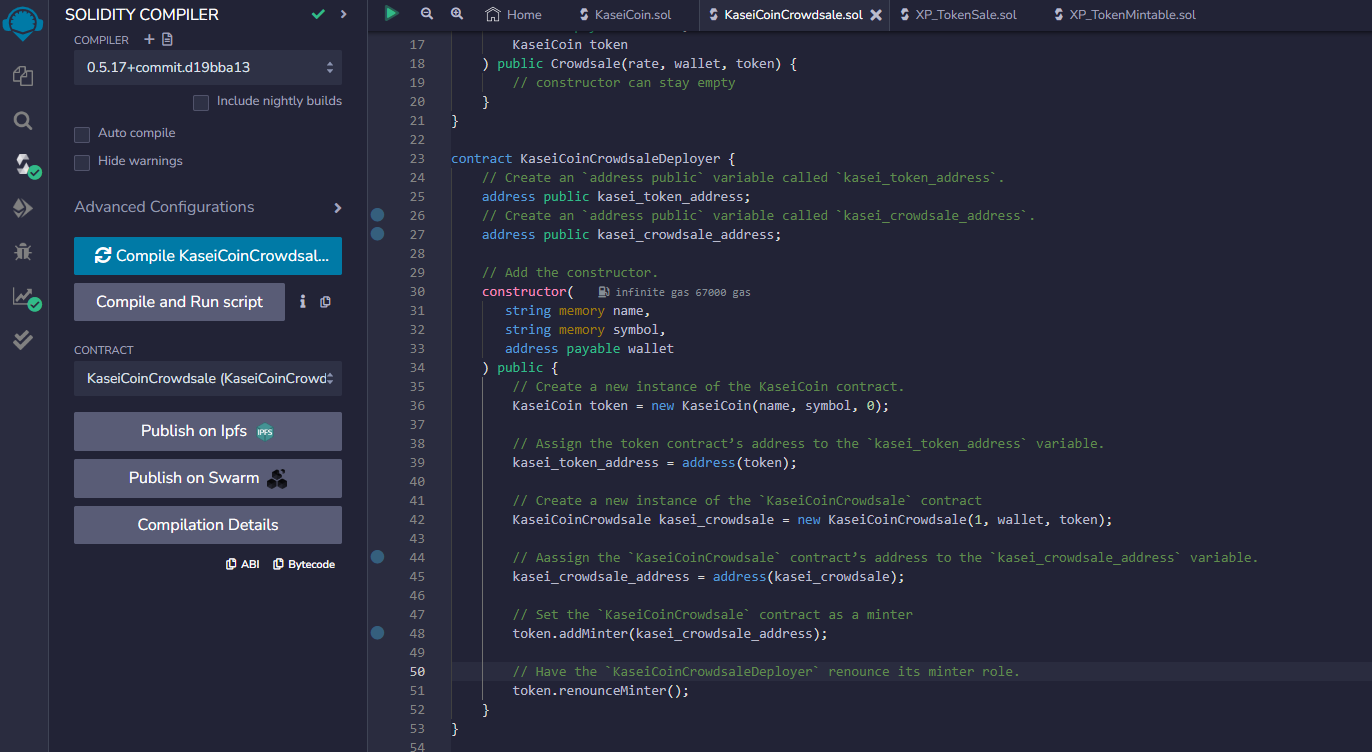 SOLIDITY COMPILER
COMPILER
0.5.17+commit.d19bba13
Include nightly builds
Auto compile
Hide warnings
Advanced Configurations
Compile KaseiCoinCrowdsal...
Compile and Run script
CONTRACT
KaseiCoinCrowdsale (KaseiCoinCrowd
Publish on Ipfs IPFS
Publish on Swarm
Compilation Details
ABI Bytecode
Home KaseiCoin.sol KaseiCoinCrowdsale.sol XP_TokenSale.sol XP_TokenMintable.sol
17 KaseiCoin token
18 ) public Crowdsale(rate, wallet, token) {
19 // constructor can stay empty
20 }
21 }
22
23 contract KaseiCoinCrowdsaleDeployer {
24 // Create an `address public` variable called `kasei_token_address`.
25 address public kasei_token_address;
26 // Create an `address public` variable called `kasei_crowdsale_address`.
27 address public kasei_crowdsale_address;
28
29 // Add the constructor.
30 constructor( infinite gas 67000 gas
31 string memory name,
32 string memory symbol,
33 address payable wallet
34 ) public {
35 // Create a new instance of the KaseiCoin contract.
36 KaseiCoin token = new KaseiCoin(name, symbol, 0);
37
38 // Assign the token contract’s address to the `kasei_token_address` variable.
39 kasei_token_address = address(token);
40
41 // Create a new instance of the `KaseiCoinCrowdsale` contract
42 KaseiCoinCrowdsale kasei_crowdsale = new KaseiCoinCrowdsale(1, wallet, token);
43
44 // Aassign the `KaseiCoinCrowdsale` contract’s address to the `kasei_crowdsale_address` variable.
45 kasei_crowdsale_address = address(kasei_crowdsale);
46
47 // Set the `KaseiCoinCrowdsale` contract as a minter
48 token.addMinter(kasei_crowdsale_address);
49
50 // Have the `KaseiCoinCrowdsaleDeployer` renounce its minter role.
51 token.renounceMinter();
52 }
53 }
54